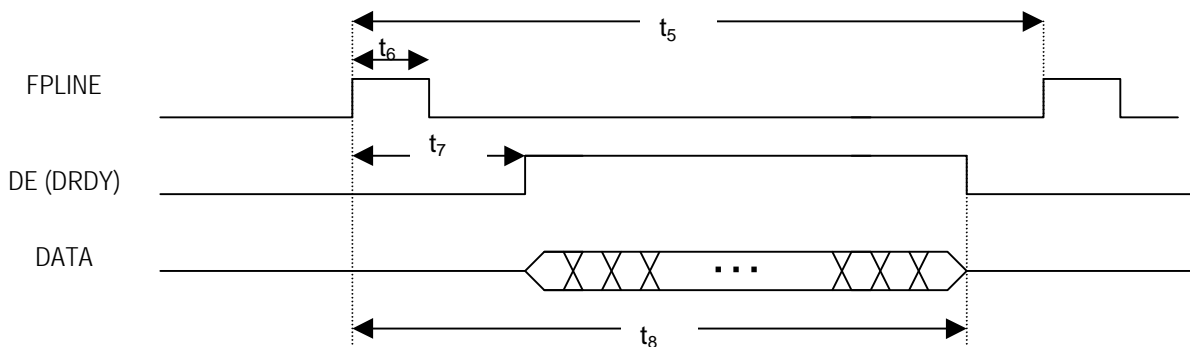 t5
t6
FPLINE
t7
DE (DRDY)
DATA
...
t8